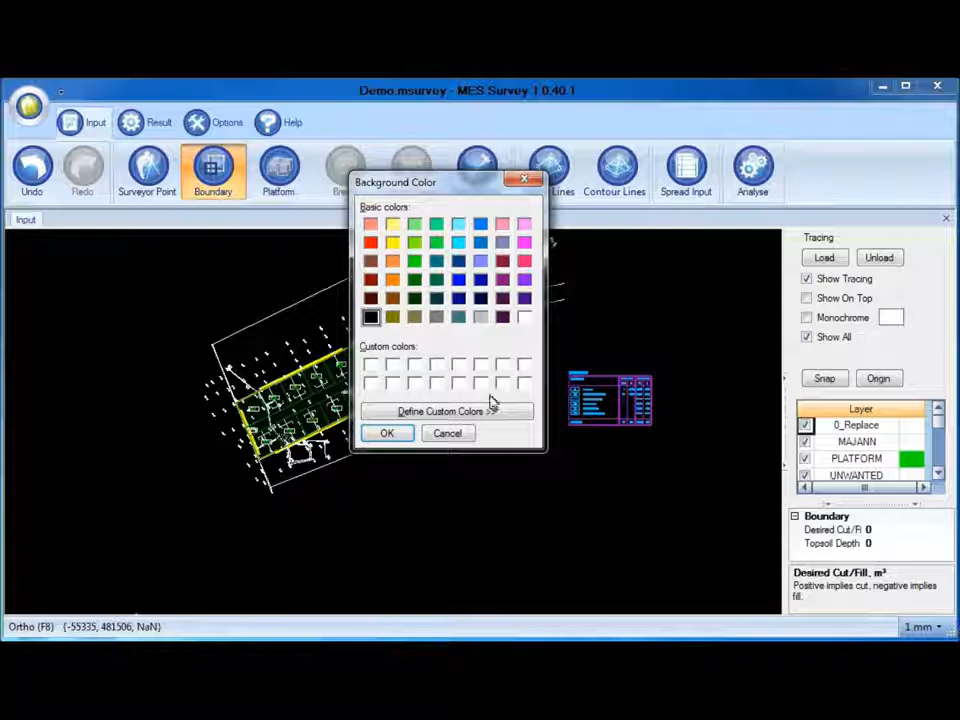 Demo.msurvey - MES Survey 1.0.40.1
Input
Result
Options
Help
Undo
Redo
Surveyor Point
Boundary
Platform
Lines
Contour Lines
Spread Input
Analyse
Input
Background Color
Basic colors:
Custom colors:
Define Custom Colors >>
OK
Cancel
Tracing
Load
Unload
Show Tracing
Show On Top
Monochrome
Show All
Snap
Origin
Layer
0_Replace
MAJANN
PLATFORM
UNWANTED
Boundary
Desired Cut/Fi 0
Topsoil Depth 0
Desired Cut/Fill, m³
Positive implies cut, negative implies
fill.
Ortho (F8) {-55335, 481506, NaN}
1 mm